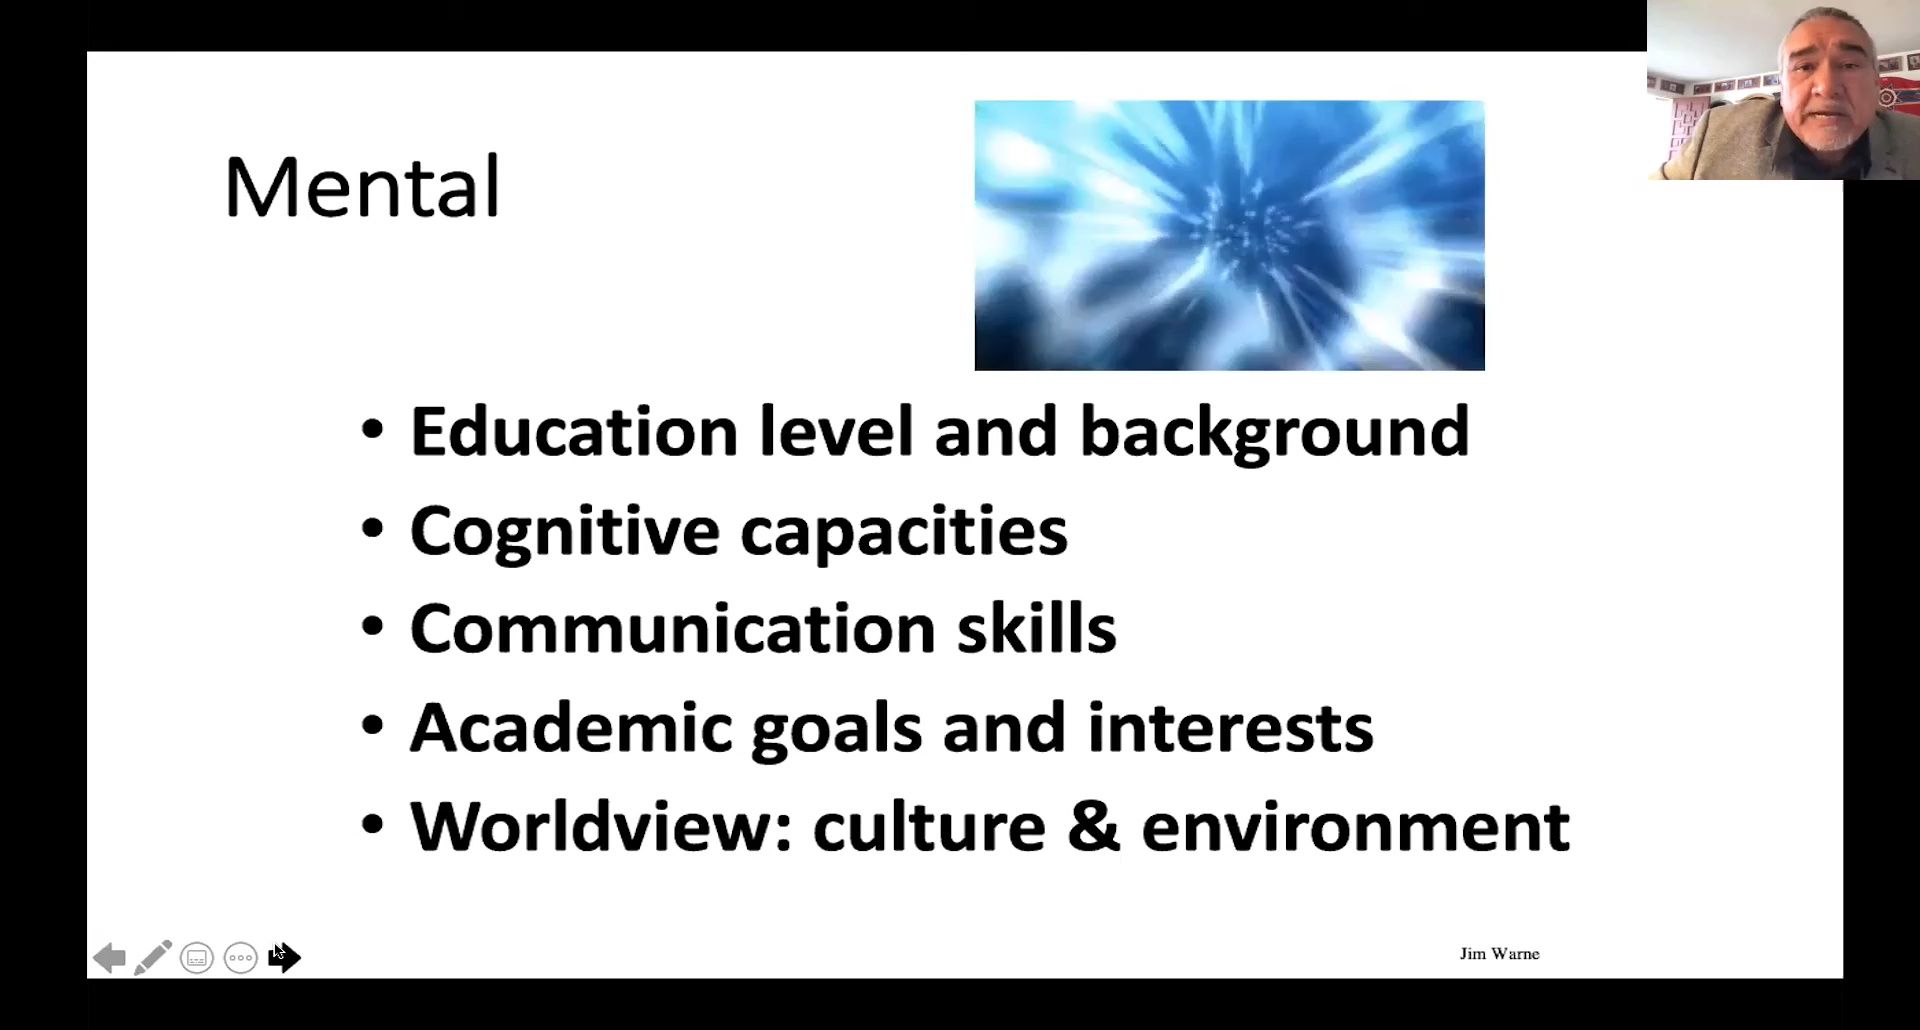 Mental
• Education level and background
• Cognitive capacities
• Communication skills
• Academic goals and interests
• Worldview: culture & environment
Jim Warne